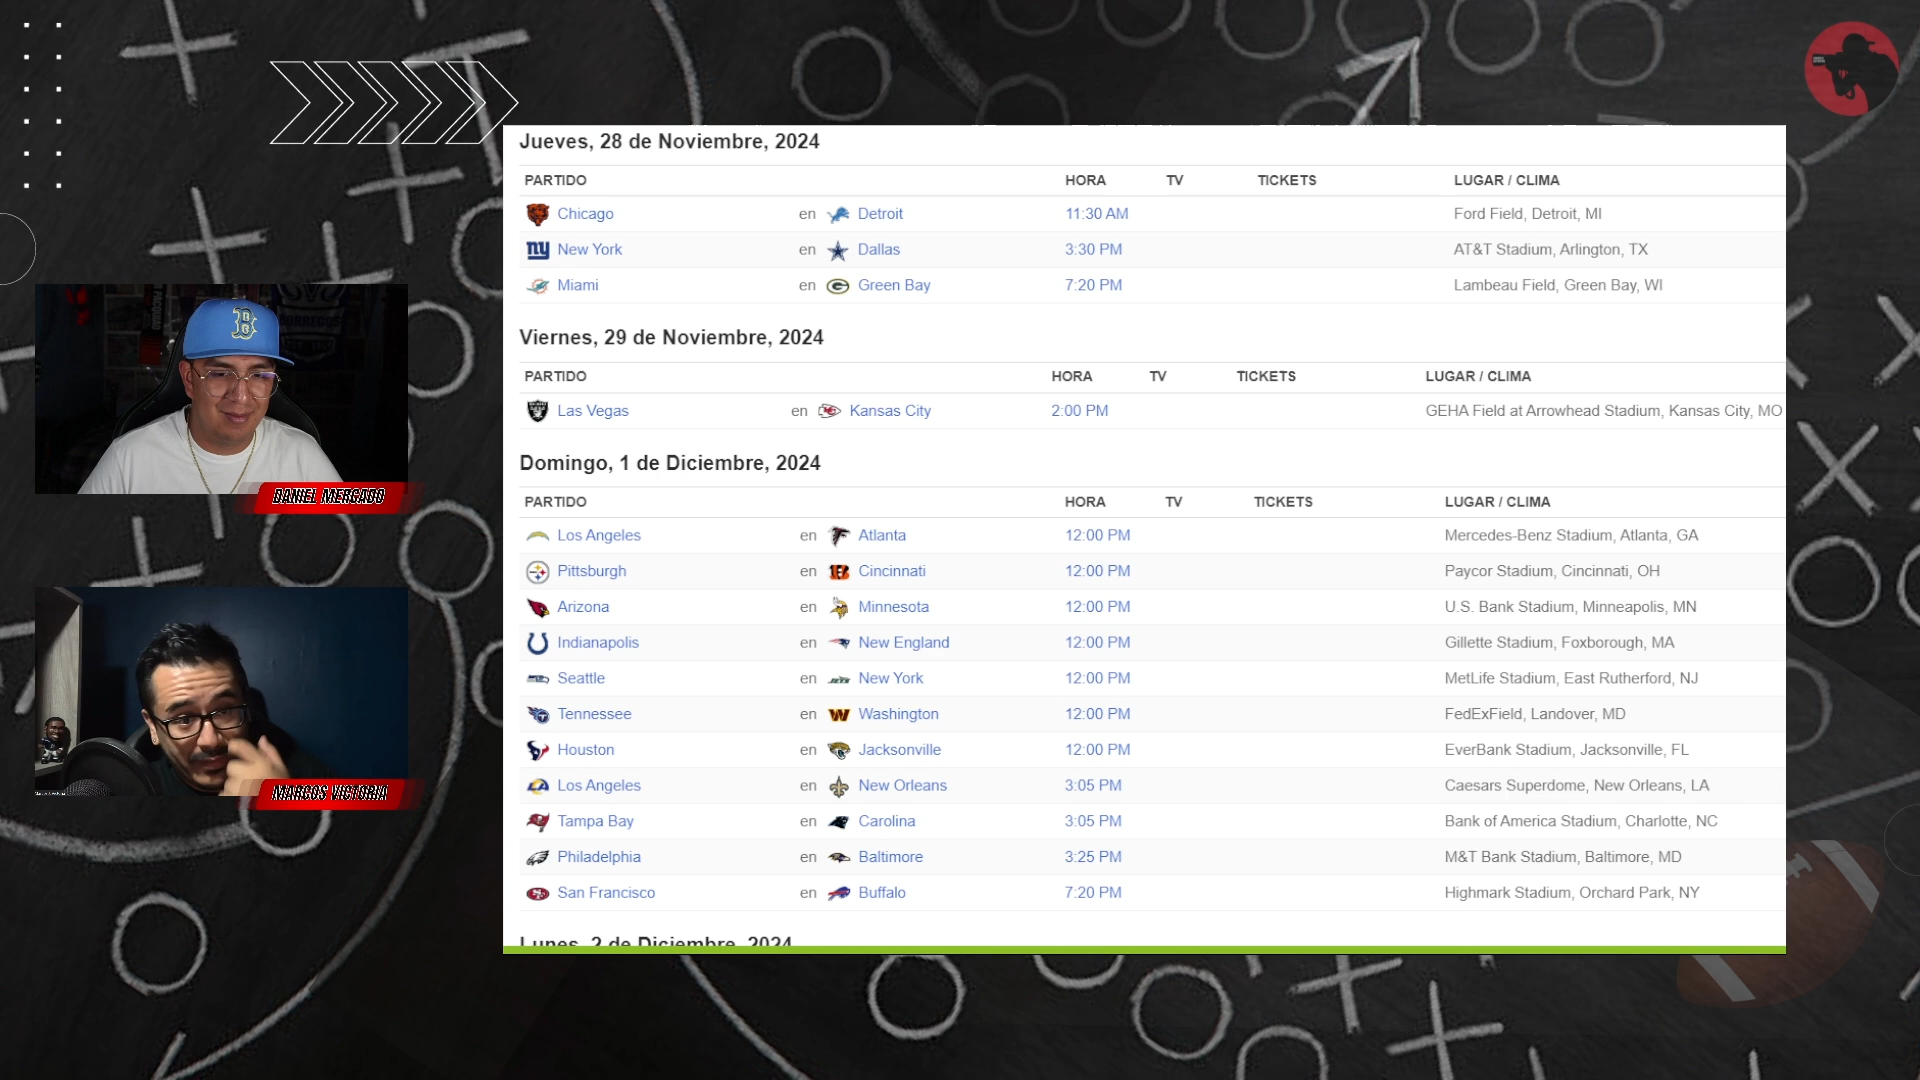 Jueves, 28 de Noviembre, 2024
PARTIDO HORA TV TICKETS LUGAR / CLIMA
Chicago en Detroit 11:30 AM Ford Field, Detroit, MI
ny New York en Dallas 3:30 PM AT&T Stadium, Arlington, TX
Miami en Green Bay 7:20 PM Lambeau Field, Green Bay, WI
Viernes, 29 de Noviembre, 2024
PARTIDO HORA TV TICKETS LUGAR / CLIMA
Las Vegas en Kansas City 2:00 PM GEHA Field at Arrowhead Stadium, Kansas City, MO
Domingo, 1 de Diciembre, 2024
PARTIDO HORA TV TICKETS LUGAR / CLIMA
Los Angeles en Atlanta 12:00 PM Mercedes-Benz Stadium, Atlanta, GA
Pittsburgh en Cincinnati 12:00 PM Paycor Stadium, Cincinnati, OH
Arizona en Minnesota 12:00 PM U.S. Bank Stadium, Minneapolis, MN
Indianapolis en New England 12:00 PM Gillette Stadium, Foxborough, MA
Seattle en New York 12:00 PM MetLife Stadium, East Rutherford, NJ
Tennessee en Washington 12:00 PM FedExField, Landover, MD
Houston en Jacksonville 12:00 PM EverBank Stadium, Jacksonville, FL
Los Angeles en New Orleans 3:05 PM Caesars Superdome, New Orleans, LA
Tampa Bay en Carolina 3:05 PM Bank of America Stadium, Charlotte, NC
Philadelphia en Baltimore 3:25 PM M&T Bank Stadium, Baltimore, MD
San Francisco en Buffalo 7:20 PM Highmark Stadium, Orchard Park, NY
Lunes, 2 de Diciembre, 2024
B
DANIEL MERCADO
MARCOS VICTORIA